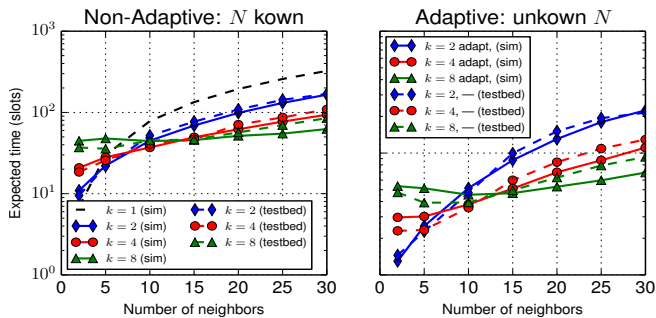 Non-Adaptive: N kown
Expected time (slots)
10^3
10^2
10^1
10^0
k = 1 (sim)
k = 2 (sim)
k = 4 (sim)
k = 8 (sim)
k = 2 (testbed)
k = 4 (testbed)
k = 8 (testbed)
0 5 10 15 20 25 30
Number of neighbors
Adaptive: unkown N
k = 2 adapt, (sim)
k = 4 adapt, (sim)
k = 8 adapt, (sim)
k = 2, — (testbed)
k = 4, — (testbed)
k = 8, — (testbed)
0 5 10 15 20 25 30
Number of neighbors